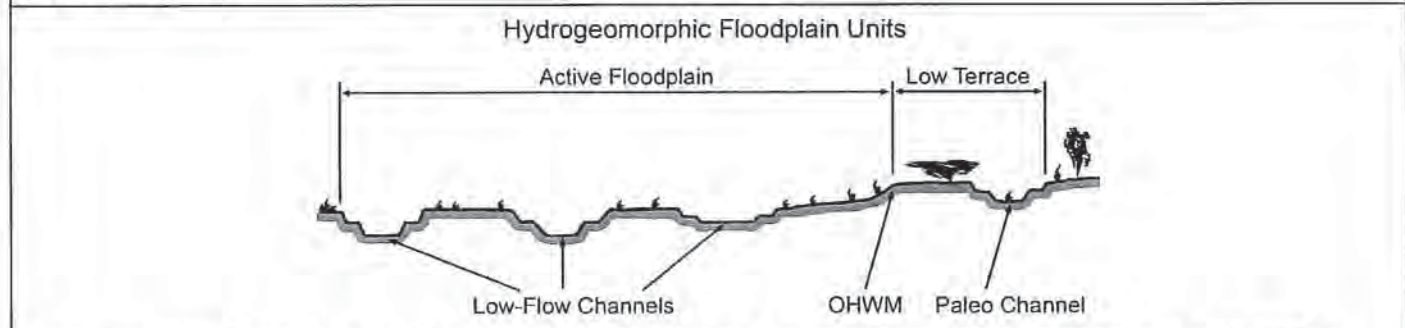 Hydrogeomorphic Floodplain Units
Active Floodplain
Low Terrace
Low-Flow Channels
OHWM
Paleo Channel